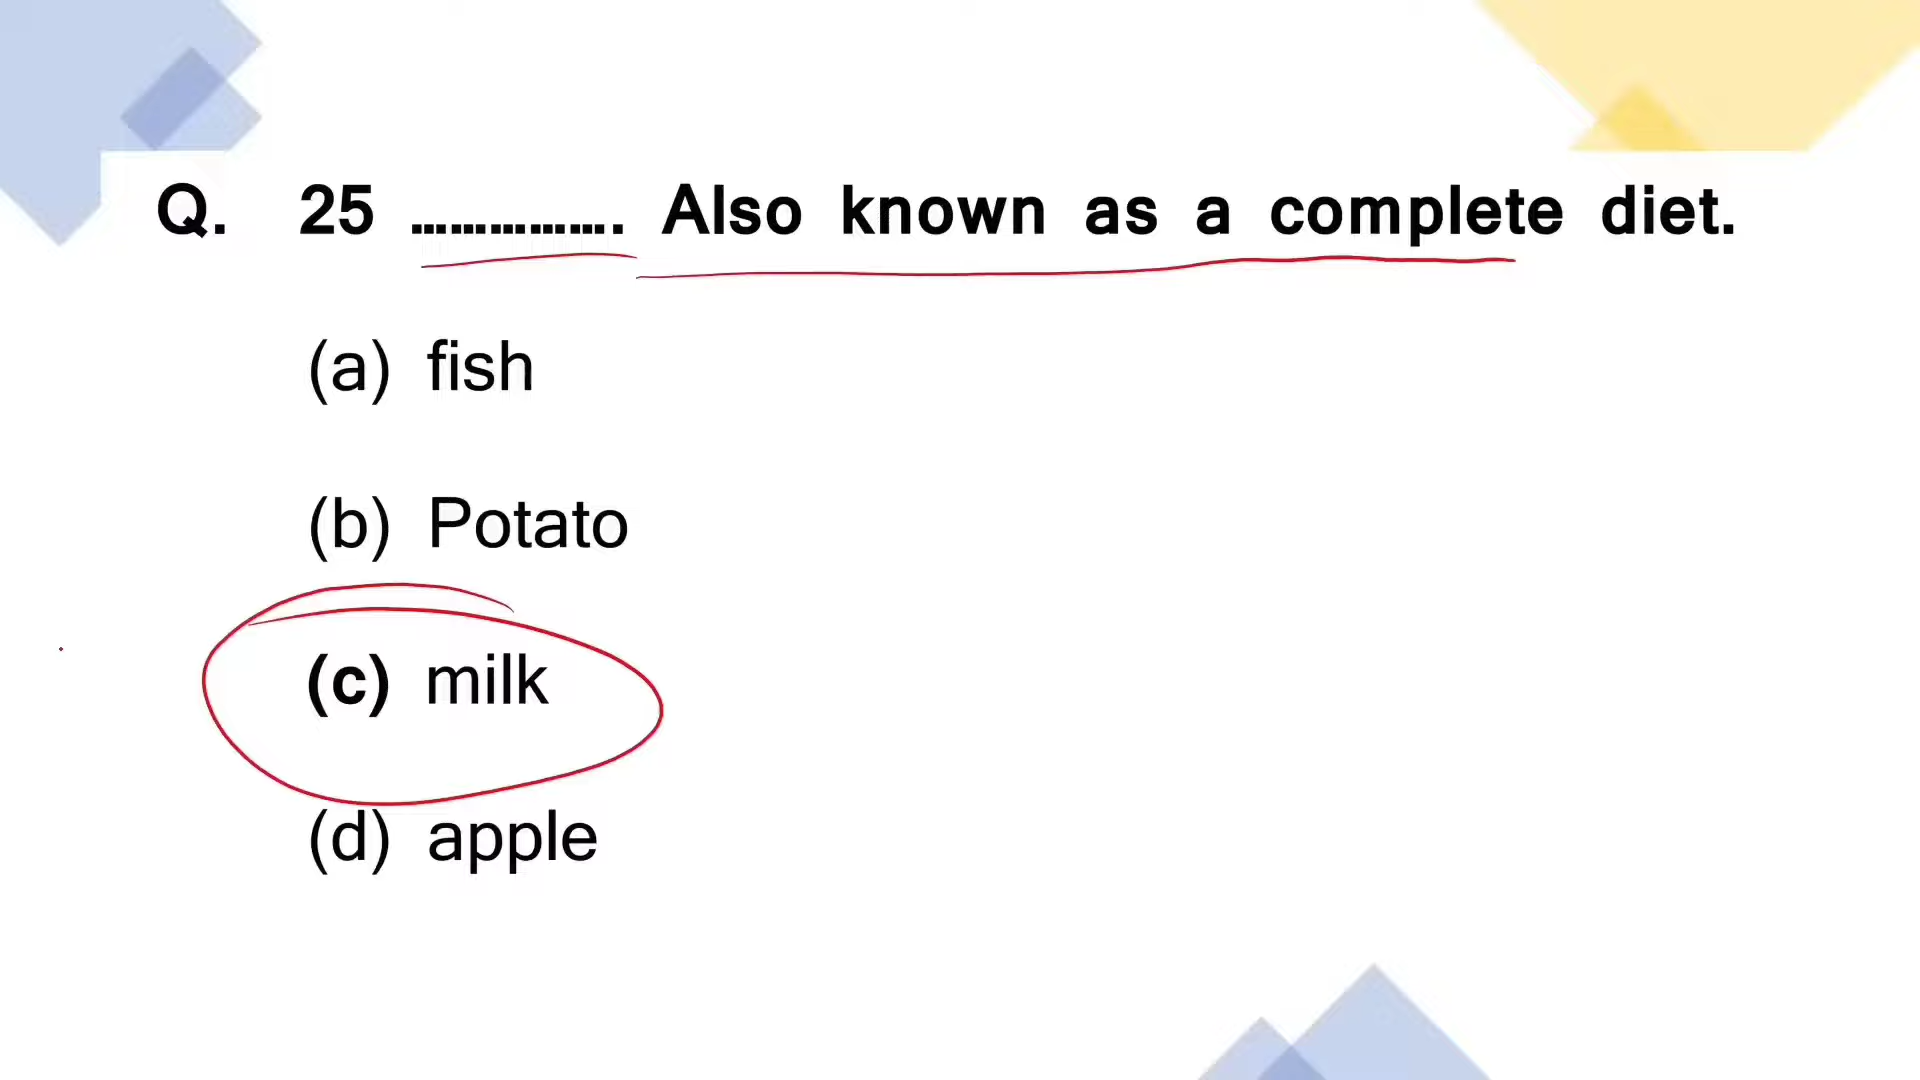 Q. 25 ................ Also known as a complete diet.
(a) fish
(b) Potato
(c) milk
(d) apple